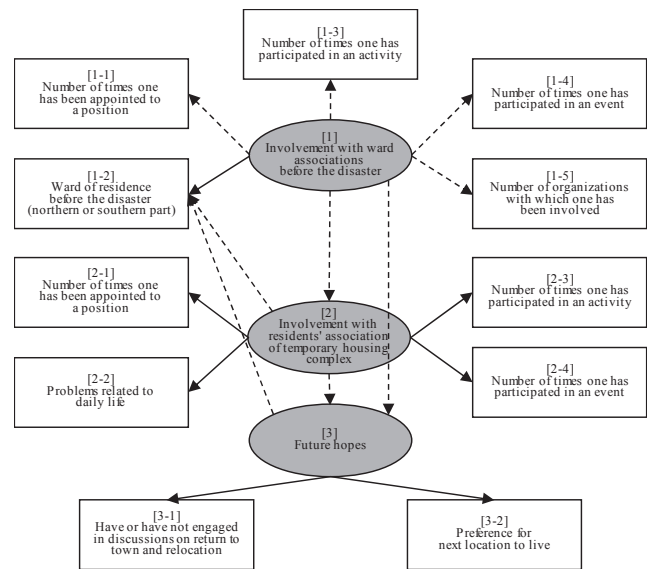 [1-3]
Number of times one has
participated in an activity
[1-1]
Number of times one
has been appointed to
a position
[1-4]
Number of times one has
participated in an event
[1]
Involvement with ward
associations
before the disaster
[1-2]
Ward of residence
before the disaster
(northern or southern part)
[1-5]
Number of organizations
with which one has
been involved
[2-1]
Number of times one
has been appointed to
a position
[2-3]
Number of times one has
participated in an activity
[2]
Involvement with
residents' association
of temporary housing
complex
[2-2]
Problems related to
daily life
[2-4]
Number of times one has
participated in an event
[3]
Future hopes
[3-1]
Have or have not engaged
in discussions on return to
town and relocation
[3-2]
Preference for
next location to live